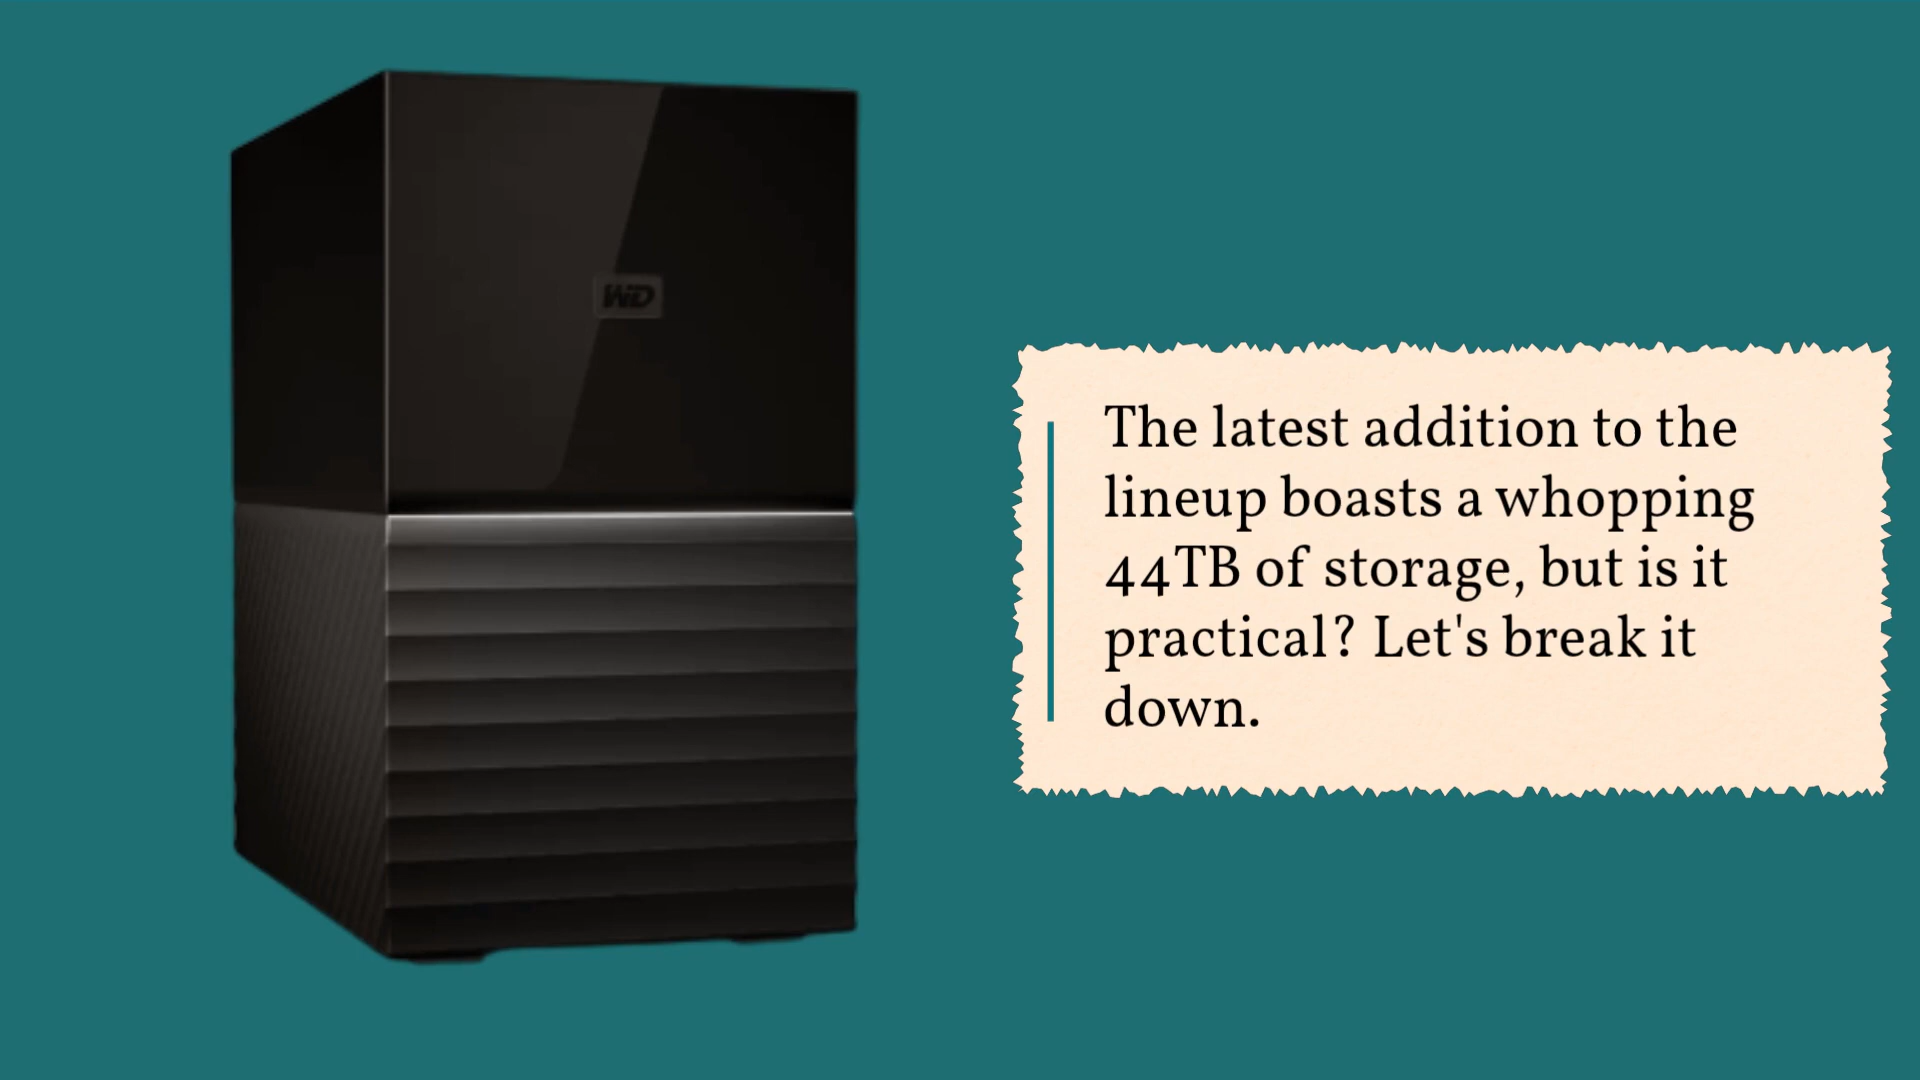 WD
The latest addition to the
lineup boasts a whopping
44TB of storage, but is it
practical? Let's break it
down.